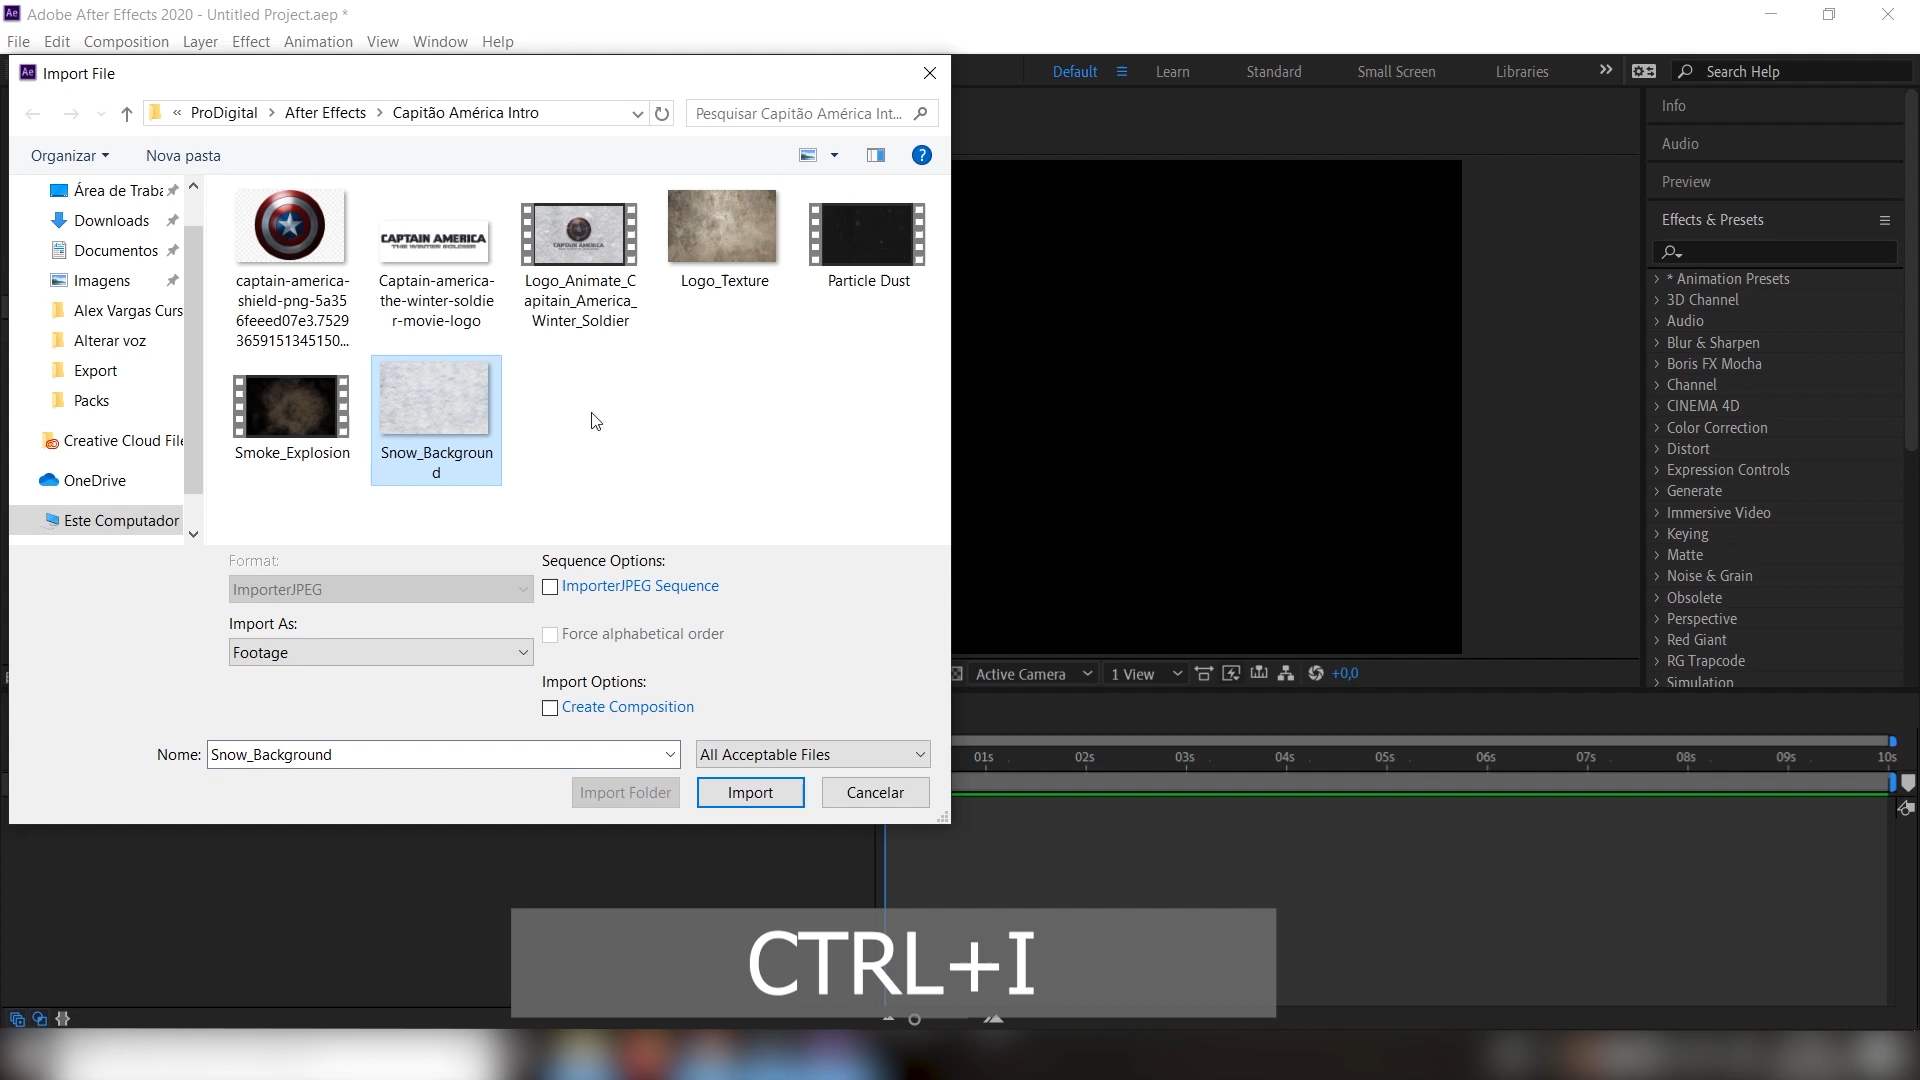 Adobe After Effects 2020 - Untitled Project.aep *
File Edit Composition Layer Effect Animation View Window Help
Import File
« ProDigital > After Effects > Capitão América Intro
Pesquisar Capitão América Int...
Organizar
Nova pasta
Área de Traba
Downloads
Documentos
Imagens
Alex Vargas Curs
Alterar voz
Export
Packs
Creative Cloud File
OneDrive
Este Computador
captain-america-
shield-png-5a35
6feeed07e3.7529
3659151345150...
CAPTAIN AMERICA
THE WINTER SOLDIER
Captain-america-
the-winter-soldie
r-movie-logo
CAPTAIN AMERICA
Logo_Animate_C
apitain_America_
Winter_Soldier
Logo_Texture
Particle Dust
Smoke_Explosion
Snow_Backgroun
d
Format:
ImporterJPEG
Import As:
Footage
Sequence Options:
ImporterJPEG Sequence
Force alphabetical order
Import Options:
Create Composition
Nome: Snow_Background
All Acceptable Files
Import Folder
Import
Cancelar
Default
Learn
Standard
Small Screen
Libraries
Search Help
Info
Audio
Preview
Effects & Presets
* Animation Presets
3D Channel
Audio
Blur & Sharpen
Boris FX Mocha
Channel
CINEMA 4D
Color Correction
Distort
Expression Controls
Generate
Immersive Video
Keying
Matte
Noise & Grain
Obsolete
Perspective
Red Giant
RG Trapcode
Simulation
Active Camera
1 View
+0,0
01s 02s 03s 04s 05s 06s 07s 08s 09s 10s
CTRL+I